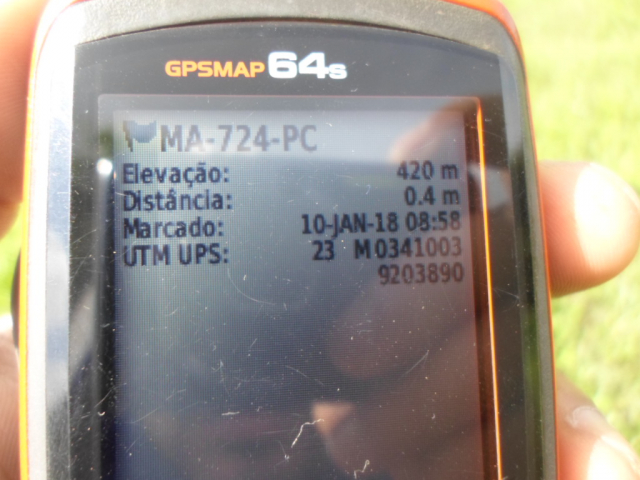 GPSMAP 64s
MA-724-PC
Elevação: 420 m
Distância: 0.4 m
Marcado: 10-JAN-18 08:58
UTM UPS: 23 M 0341003
9203890